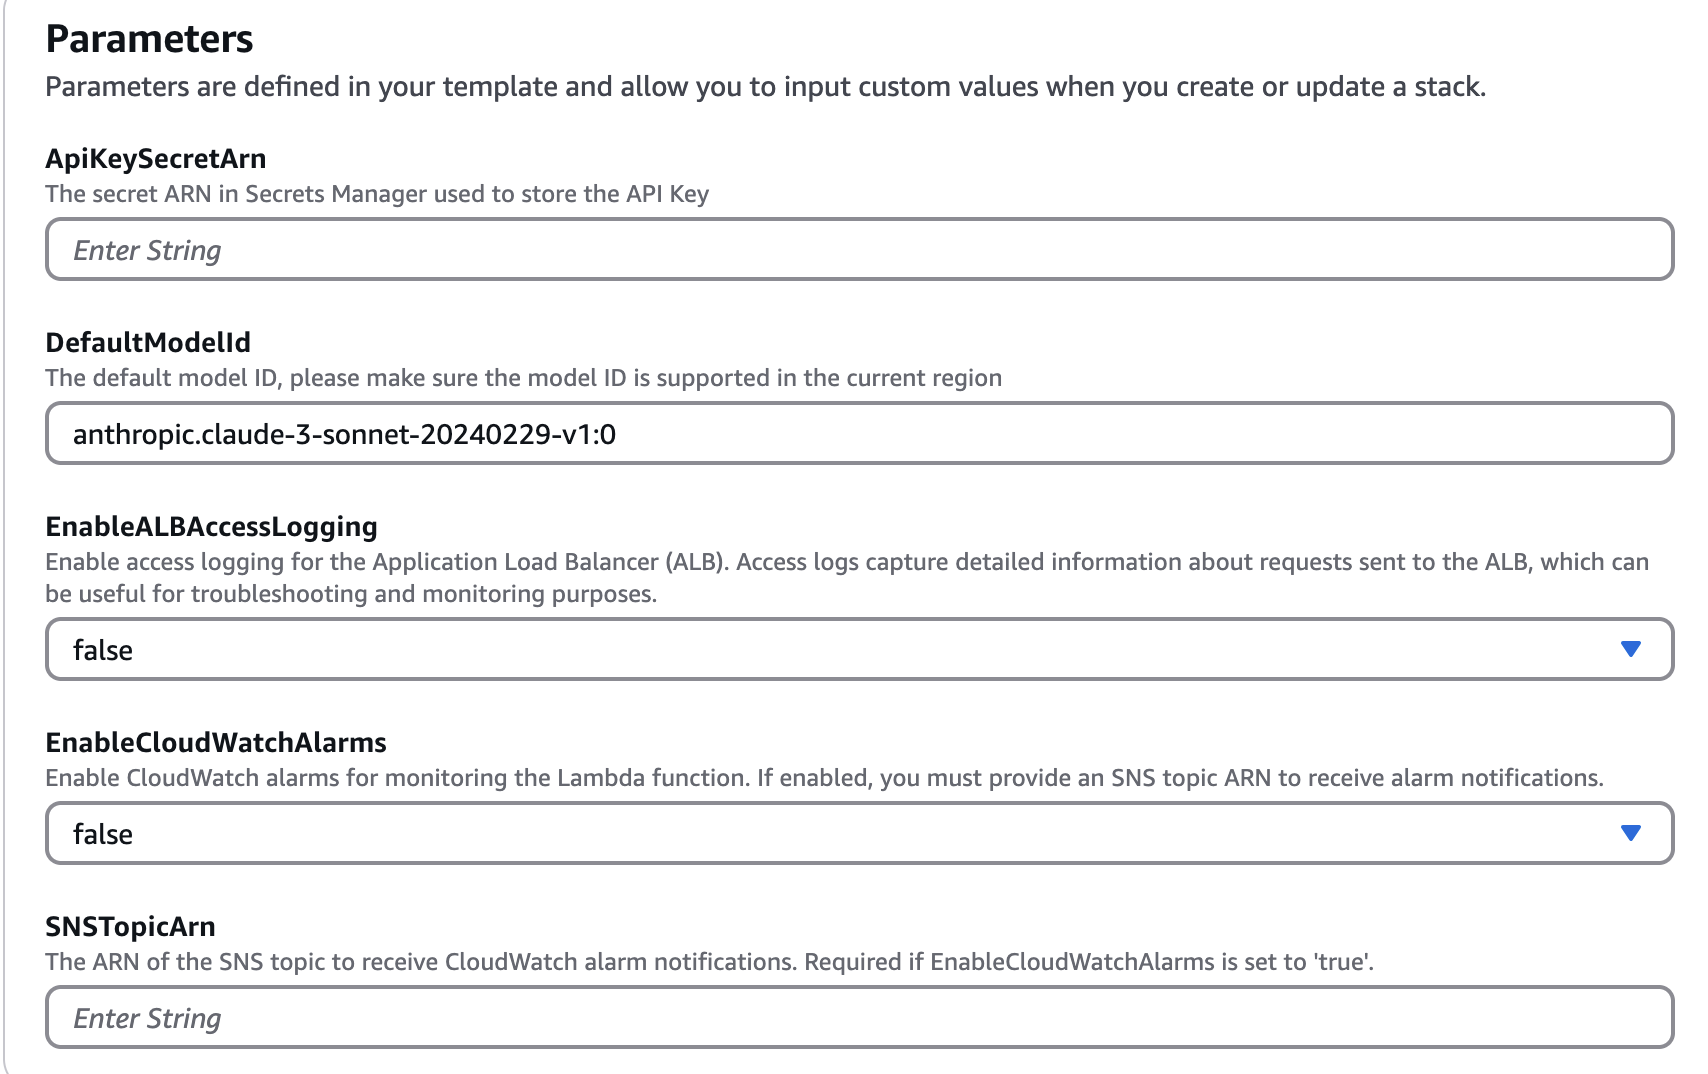 Parameters
Parameters are defined in your template and allow you to input custom values when you create or update a stack.
ApiKeySecretArn
The secret ARN in Secrets Manager used to store the API Key
Enter String
DefaultModelId
The default model ID, please make sure the model ID is supported in the current region
anthropic.claude-3-sonnet-20240229-v1:0
EnableALBAccessLogging
Enable access logging for the Application Load Balancer (ALB). Access logs capture detailed information about requests sent to the ALB, which can
be useful for troubleshooting and monitoring purposes.
false
EnableCloudWatchAlarms
Enable CloudWatch alarms for monitoring the Lambda function. If enabled, you must provide an SNS topic ARN to receive alarm notifications.
false
SNSTopicArn
The ARN of the SNS topic to receive CloudWatch alarm notifications. Required if EnableCloudWatchAlarms is set to 'true'.
Enter String